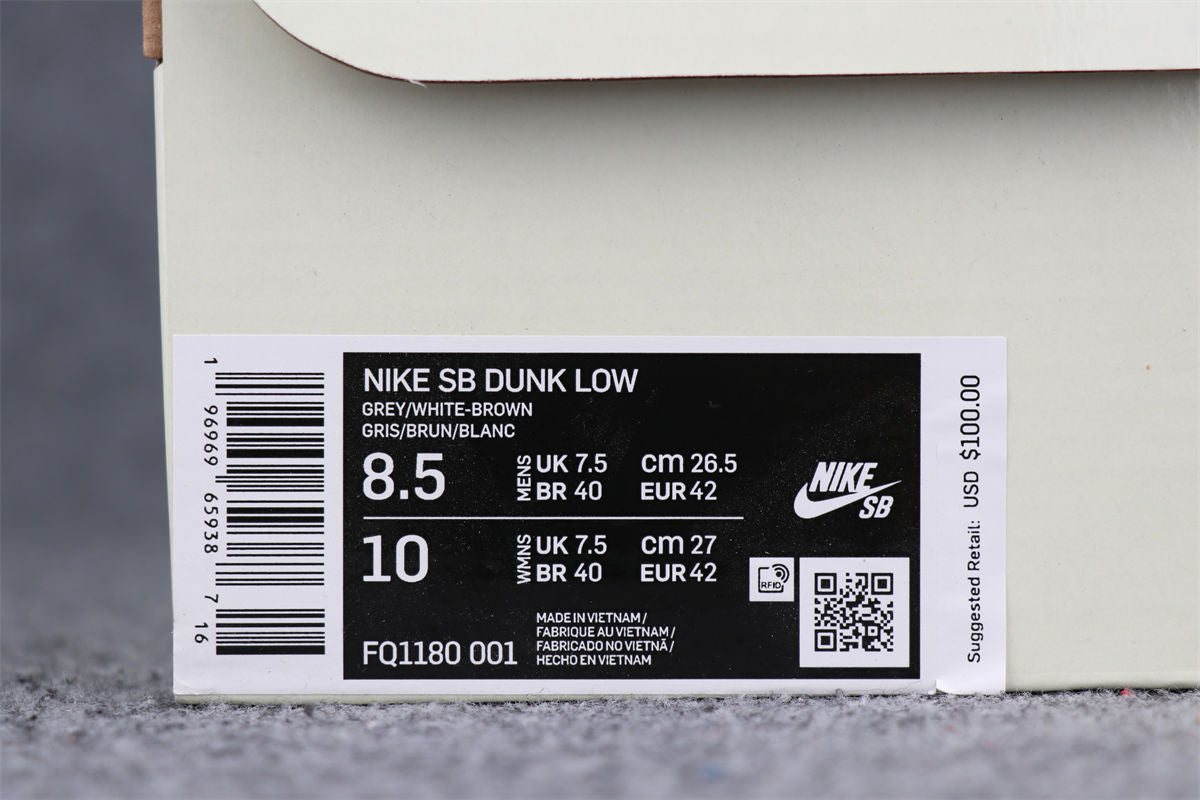 NIKE SB DUNK LOW
GREY/WHITE-BROWN
GRIS/BRUN/BLANC
8.5
MENS
UK 7.5 cm 26.5
BR 40 EUR 42
10
WMNS
UK 7.5 cm 27
BR 40 EUR 42
FQ1180 001
MADE IN VIETNAM /
FABRIQUE AU VIETNAM /
FABRICADO NO VIETNÃ /
HECHO EN VIETNAM
NIKE
SB
RFID
1 96969 65938 7 16
Suggested Retail: USD $100.00